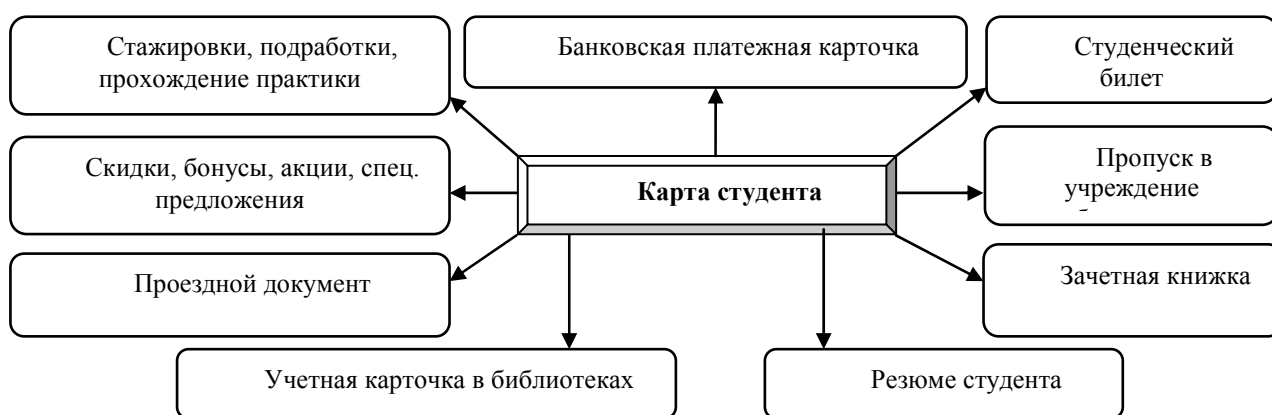 Стажировки, подработки,
прохождение практики
Банковская платежная карточка
Студенческий
билет
Скидки, бонусы, акции, спец.
предложения
Карта студента
Пропуск в
учреждение
Проездной документ
Зачетная книжка
Учетная карточка в библиотеках
Резюме студента